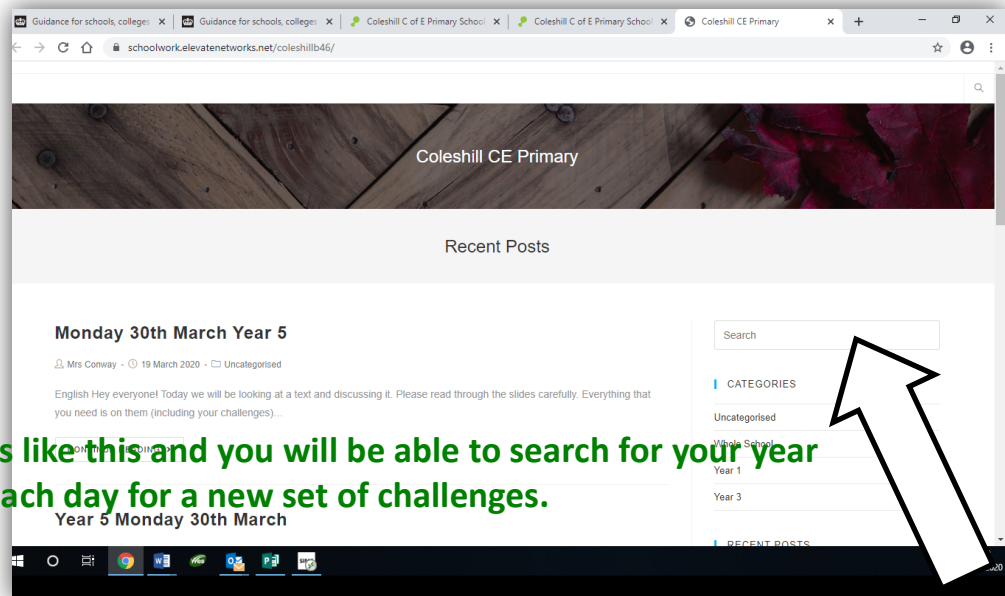 Guidance for schools, colleges
Guidance for schools, colleges
Coleshill C of E Primary School
Coleshill C of E Primary School
Coleshill CE Primary
schoolwork.elevatenetworks.net/coleshillb46/
Coleshill CE Primary
Recent Posts
Monday 30th March Year 5
Mrs Conway - 19 March 2020 - Uncategorised
English Hey everyone! Today we will be looking at a text and discussing it. Please read through the slides carefully. Everything that
you need is on them (including your challenges)…
CONTINUE READING
s like this and you will be able to search for your year
ach day for a new set of challenges.
Year 5 Monday 30th March
Search
CATEGORIES
Uncategorised
Whole School
Year 1
Year 3
RECENT POSTS